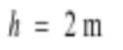 h = 2 m